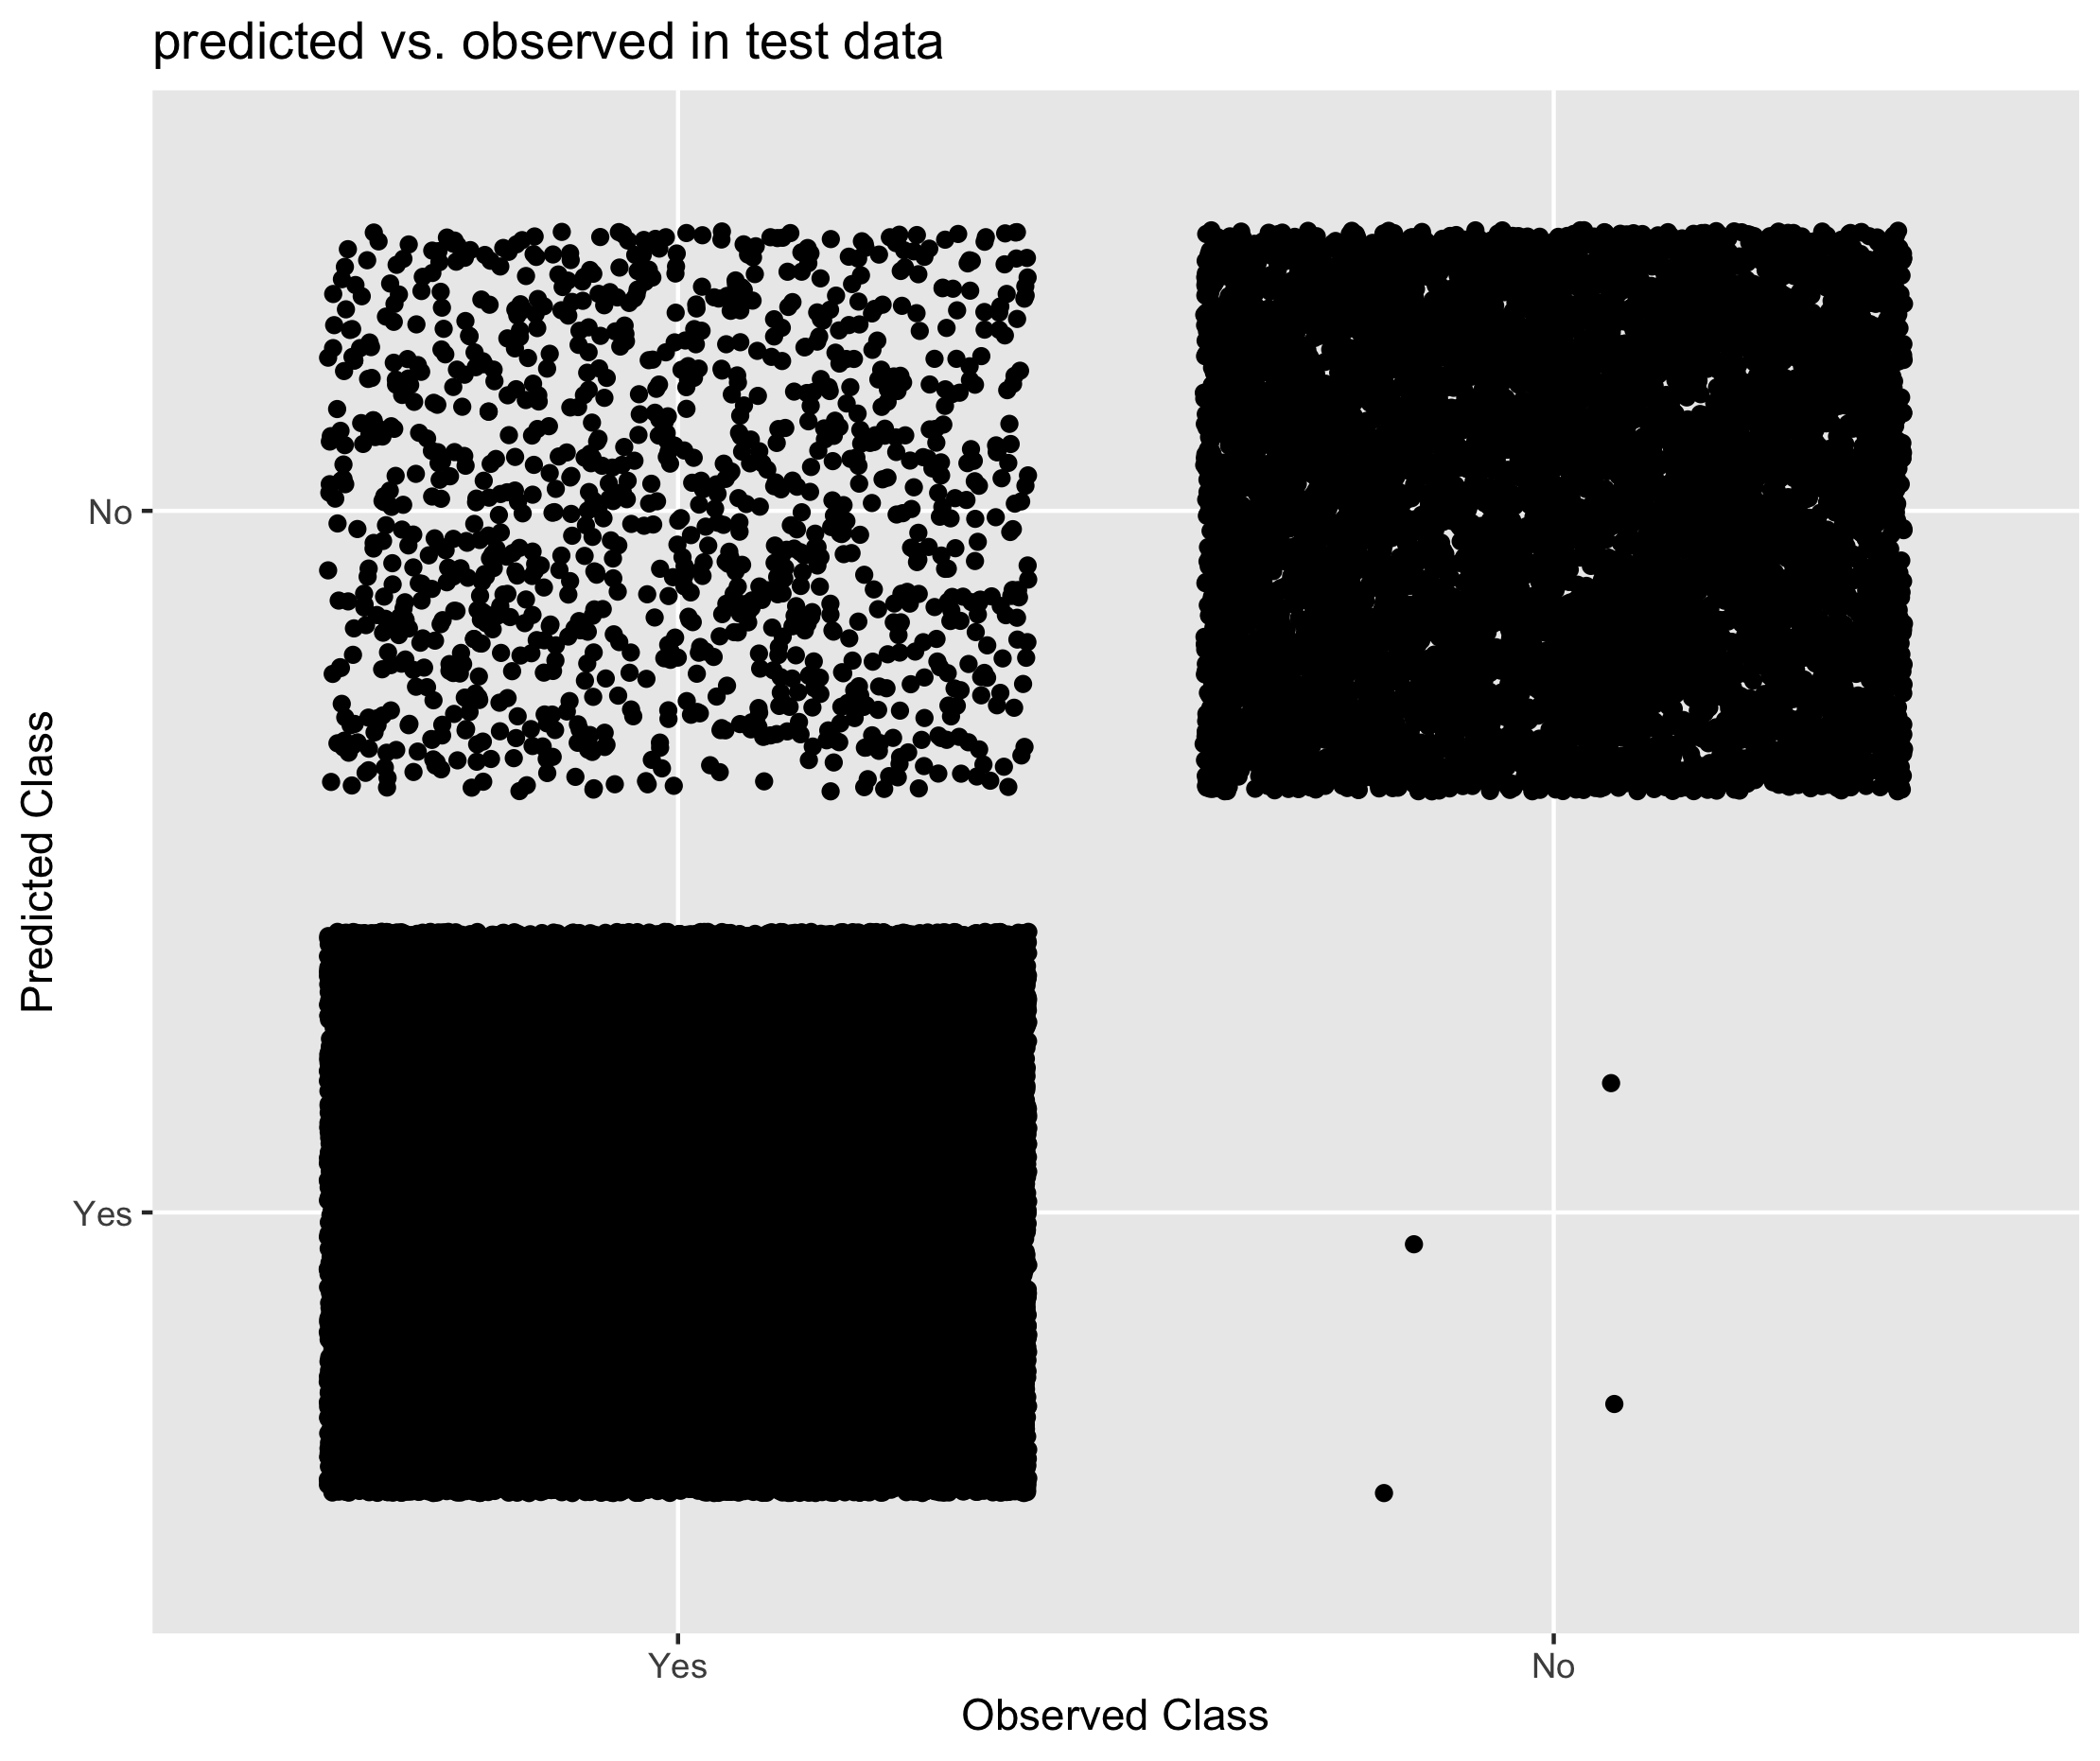 predicted vs. observed in test data
Predicted Class
No
Yes
Yes
No
Observed Class